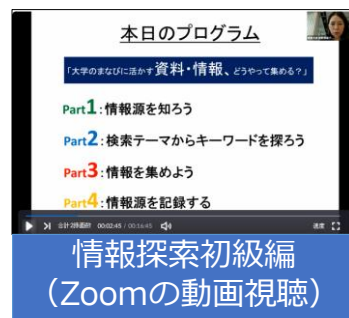 本日のプログラム
「大学のまなびに活かす資料・情報、どうやって集める？」
Part1:情報源を知ろう
Part2:検索テーマからキーワードを探ろう
Part3:情報を集めよう
Part4:情報源を記録する
00:02:45 / 00:16:45
速度
情報探索初級編
（Zoomの動画視聴）